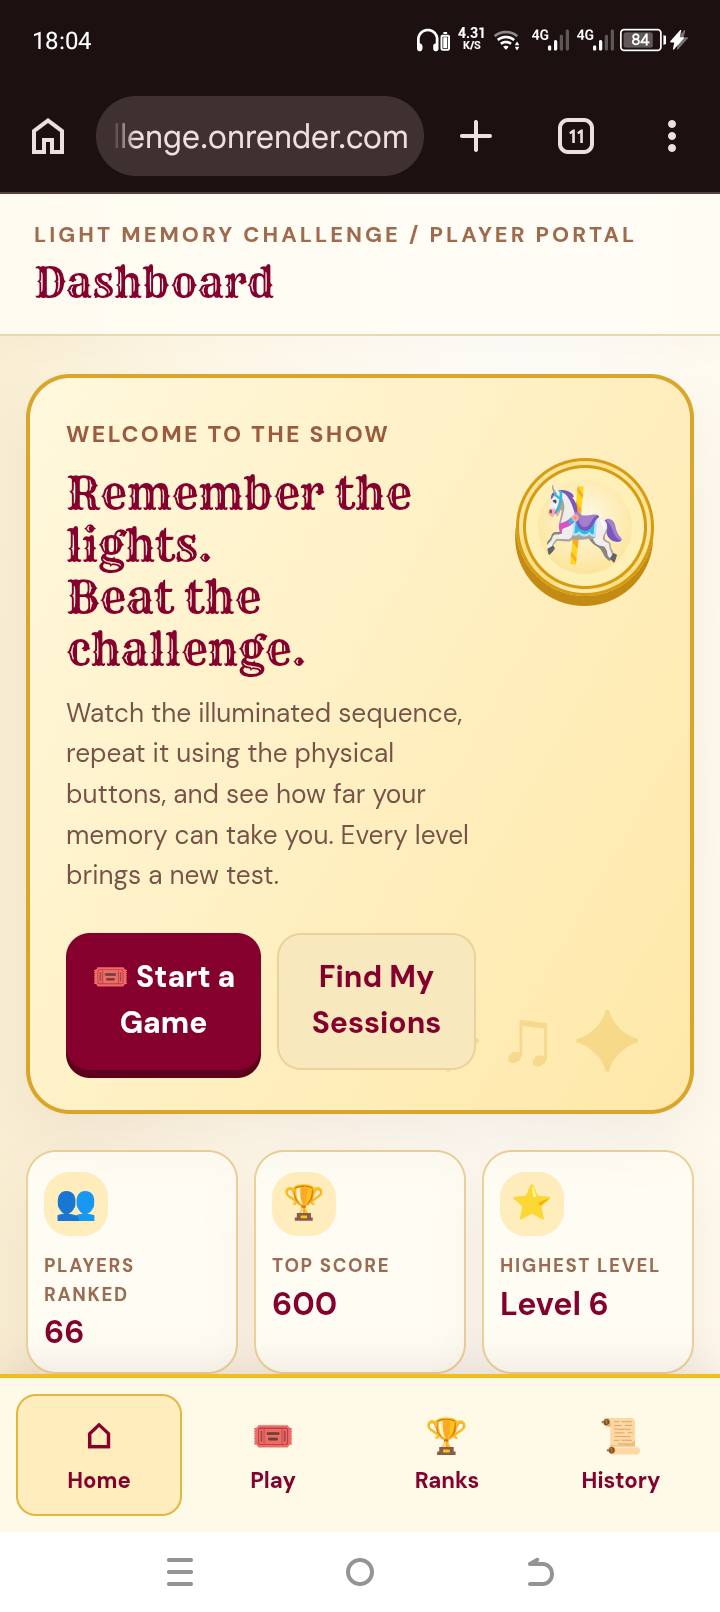 18:04
4.31
K/S
4G
4G
84
llenge.onrender.com
11
LIGHT MEMORY CHALLENGE / PLAYER PORTAL
Dashboard
WELCOME TO THE SHOW
Remember the
lights.
Beat the
challenge.
Watch the illuminated sequence,
repeat it using the physical
buttons, and see how far your
memory can take you. Every level
brings a new test.
Start a
Game
Find My
Sessions
PLAYERS
RANKED
66
TOP SCORE
600
HIGHEST LEVEL
Level 6
Home
Play
Ranks
History